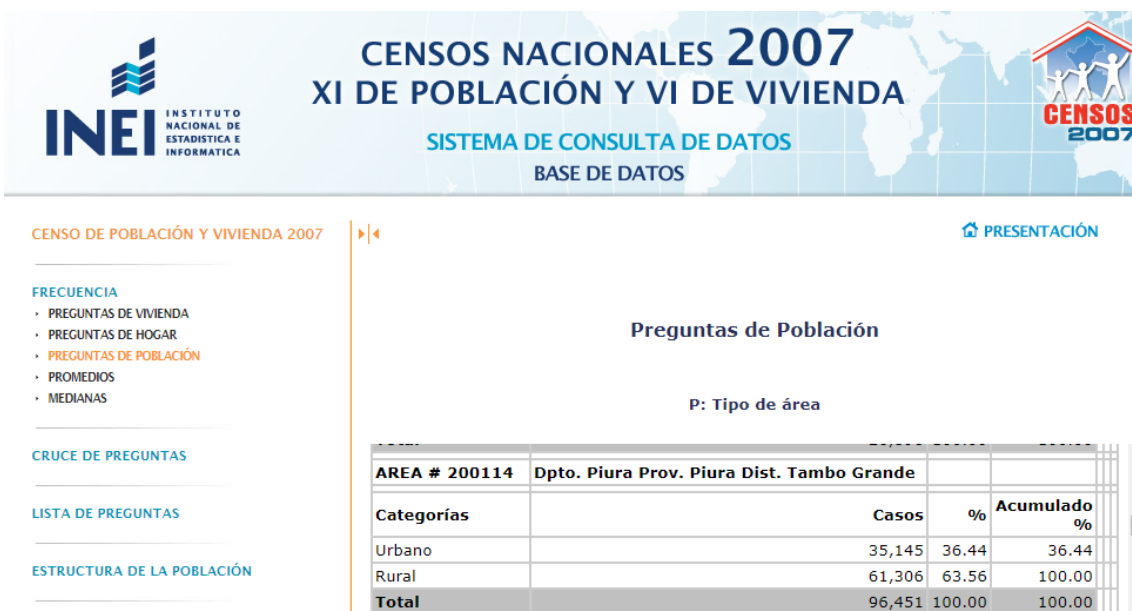 CENSOS NACIONALES 2007
XI DE POBLACIÓN Y VI DE VIVIENDA
SISTEMA DE CONSULTA DE DATOS
BASE DE DATOS
INEI
INSTITUTO
NACIONAL DE
ESTADISTICA E
INFORMATICA
CENSOS
2007
CENSO DE POBLACIÓN Y VIVIENDA 2007
PRESENTACIÓN
FRECUENCIA
PREGUNTAS DE VIVIENDA
PREGUNTAS DE HOGAR
PREGUNTAS DE POBLACIÓN
PROMEDIOS
MEDIANAS
CRUCE DE PREGUNTAS
LISTA DE PREGUNTAS
ESTRUCTURA DE LA POBLACIÓN
Preguntas de Población
P: Tipo de área
AREA # 200114 Dpto. Piura Prov. Piura Dist. Tambo Grande
Categorías Casos % Acumulado %
Urbano 35,145 36.44 36.44
Rural 61,306 63.56 100.00
Total 96,451 100.00 100.00